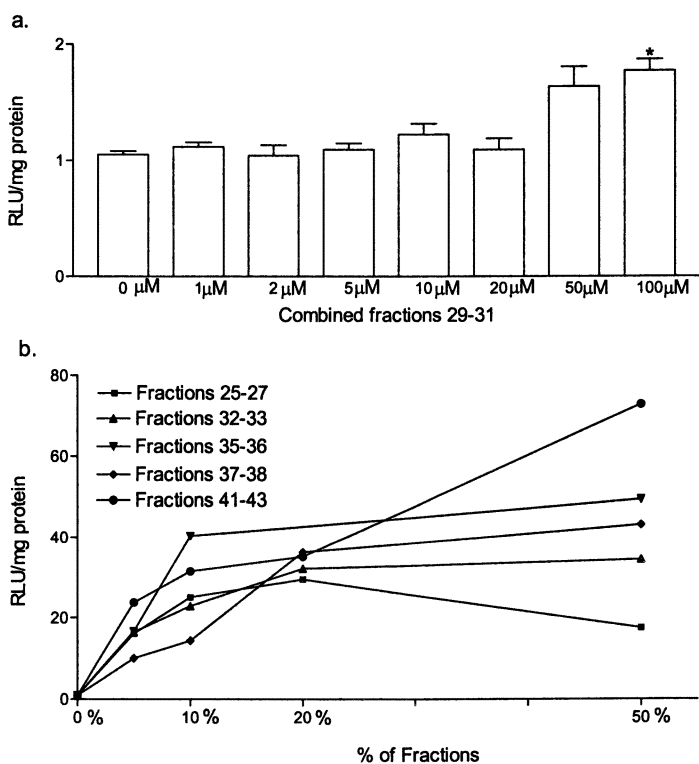 a.
2
1
0
RLU/mg protein
*
0 μM 1μM 2 μM 5μM 10 μM 20μM 50μM 100μM
Combined fractions 29-31
b.
80
60
40
20
0
RLU/mg protein
Fractions 25-27
Fractions 32-33
Fractions 35-36
Fractions 37-38
Fractions 41-43
0 % 10 % 20 % 50 %
% of Fractions